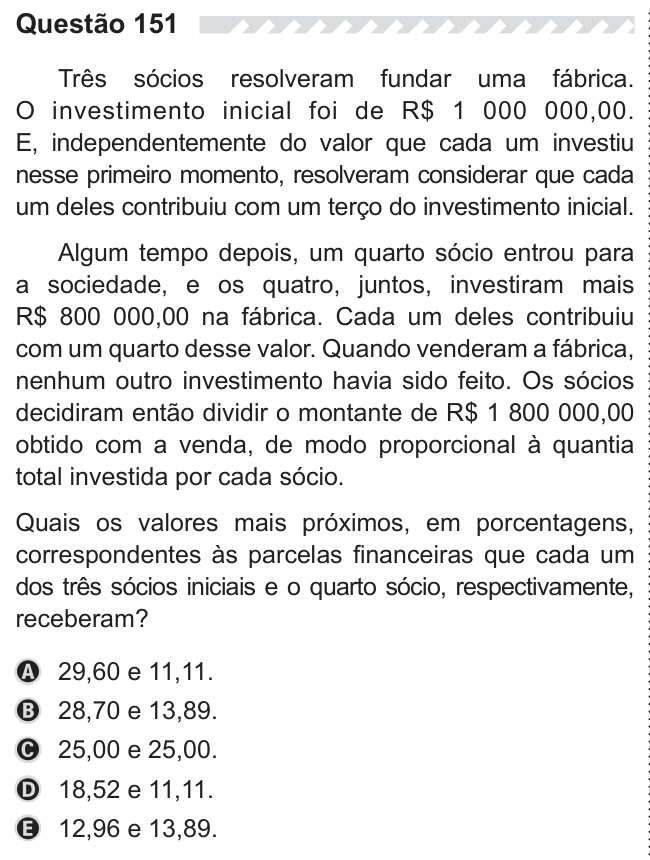 Questão 151
Três sócios resolveram fundar uma fábrica.
O investimento inicial foi de R$ 1 000 000,00.
E, independentemente do valor que cada um investiu
nesse primeiro momento, resolveram considerar que cada
um deles contribuiu com um terço do investimento inicial.
Algum tempo depois, um quarto sócio entrou para
a sociedade, e os quatro, juntos, investiram mais
R$ 800 000,00 na fábrica. Cada um deles contribuiu
com um quarto desse valor. Quando venderam a fábrica,
nenhum outro investimento havia sido feito. Os sócios
decidiram então dividir o montante de R$ 1 800 000,00
obtido com a venda, de modo proporcional à quantia
total investida por cada sócio.
Quais os valores mais próximos, em porcentagens,
correspondentes às parcelas financeiras que cada um
dos três sócios iniciais e o quarto sócio, respectivamente,
receberam?
A 29,60 e 11,11.
B 28,70 e 13,89.
C 25,00 e 25,00.
D 18,52 e 11,11.
E 12,96 e 13,89.